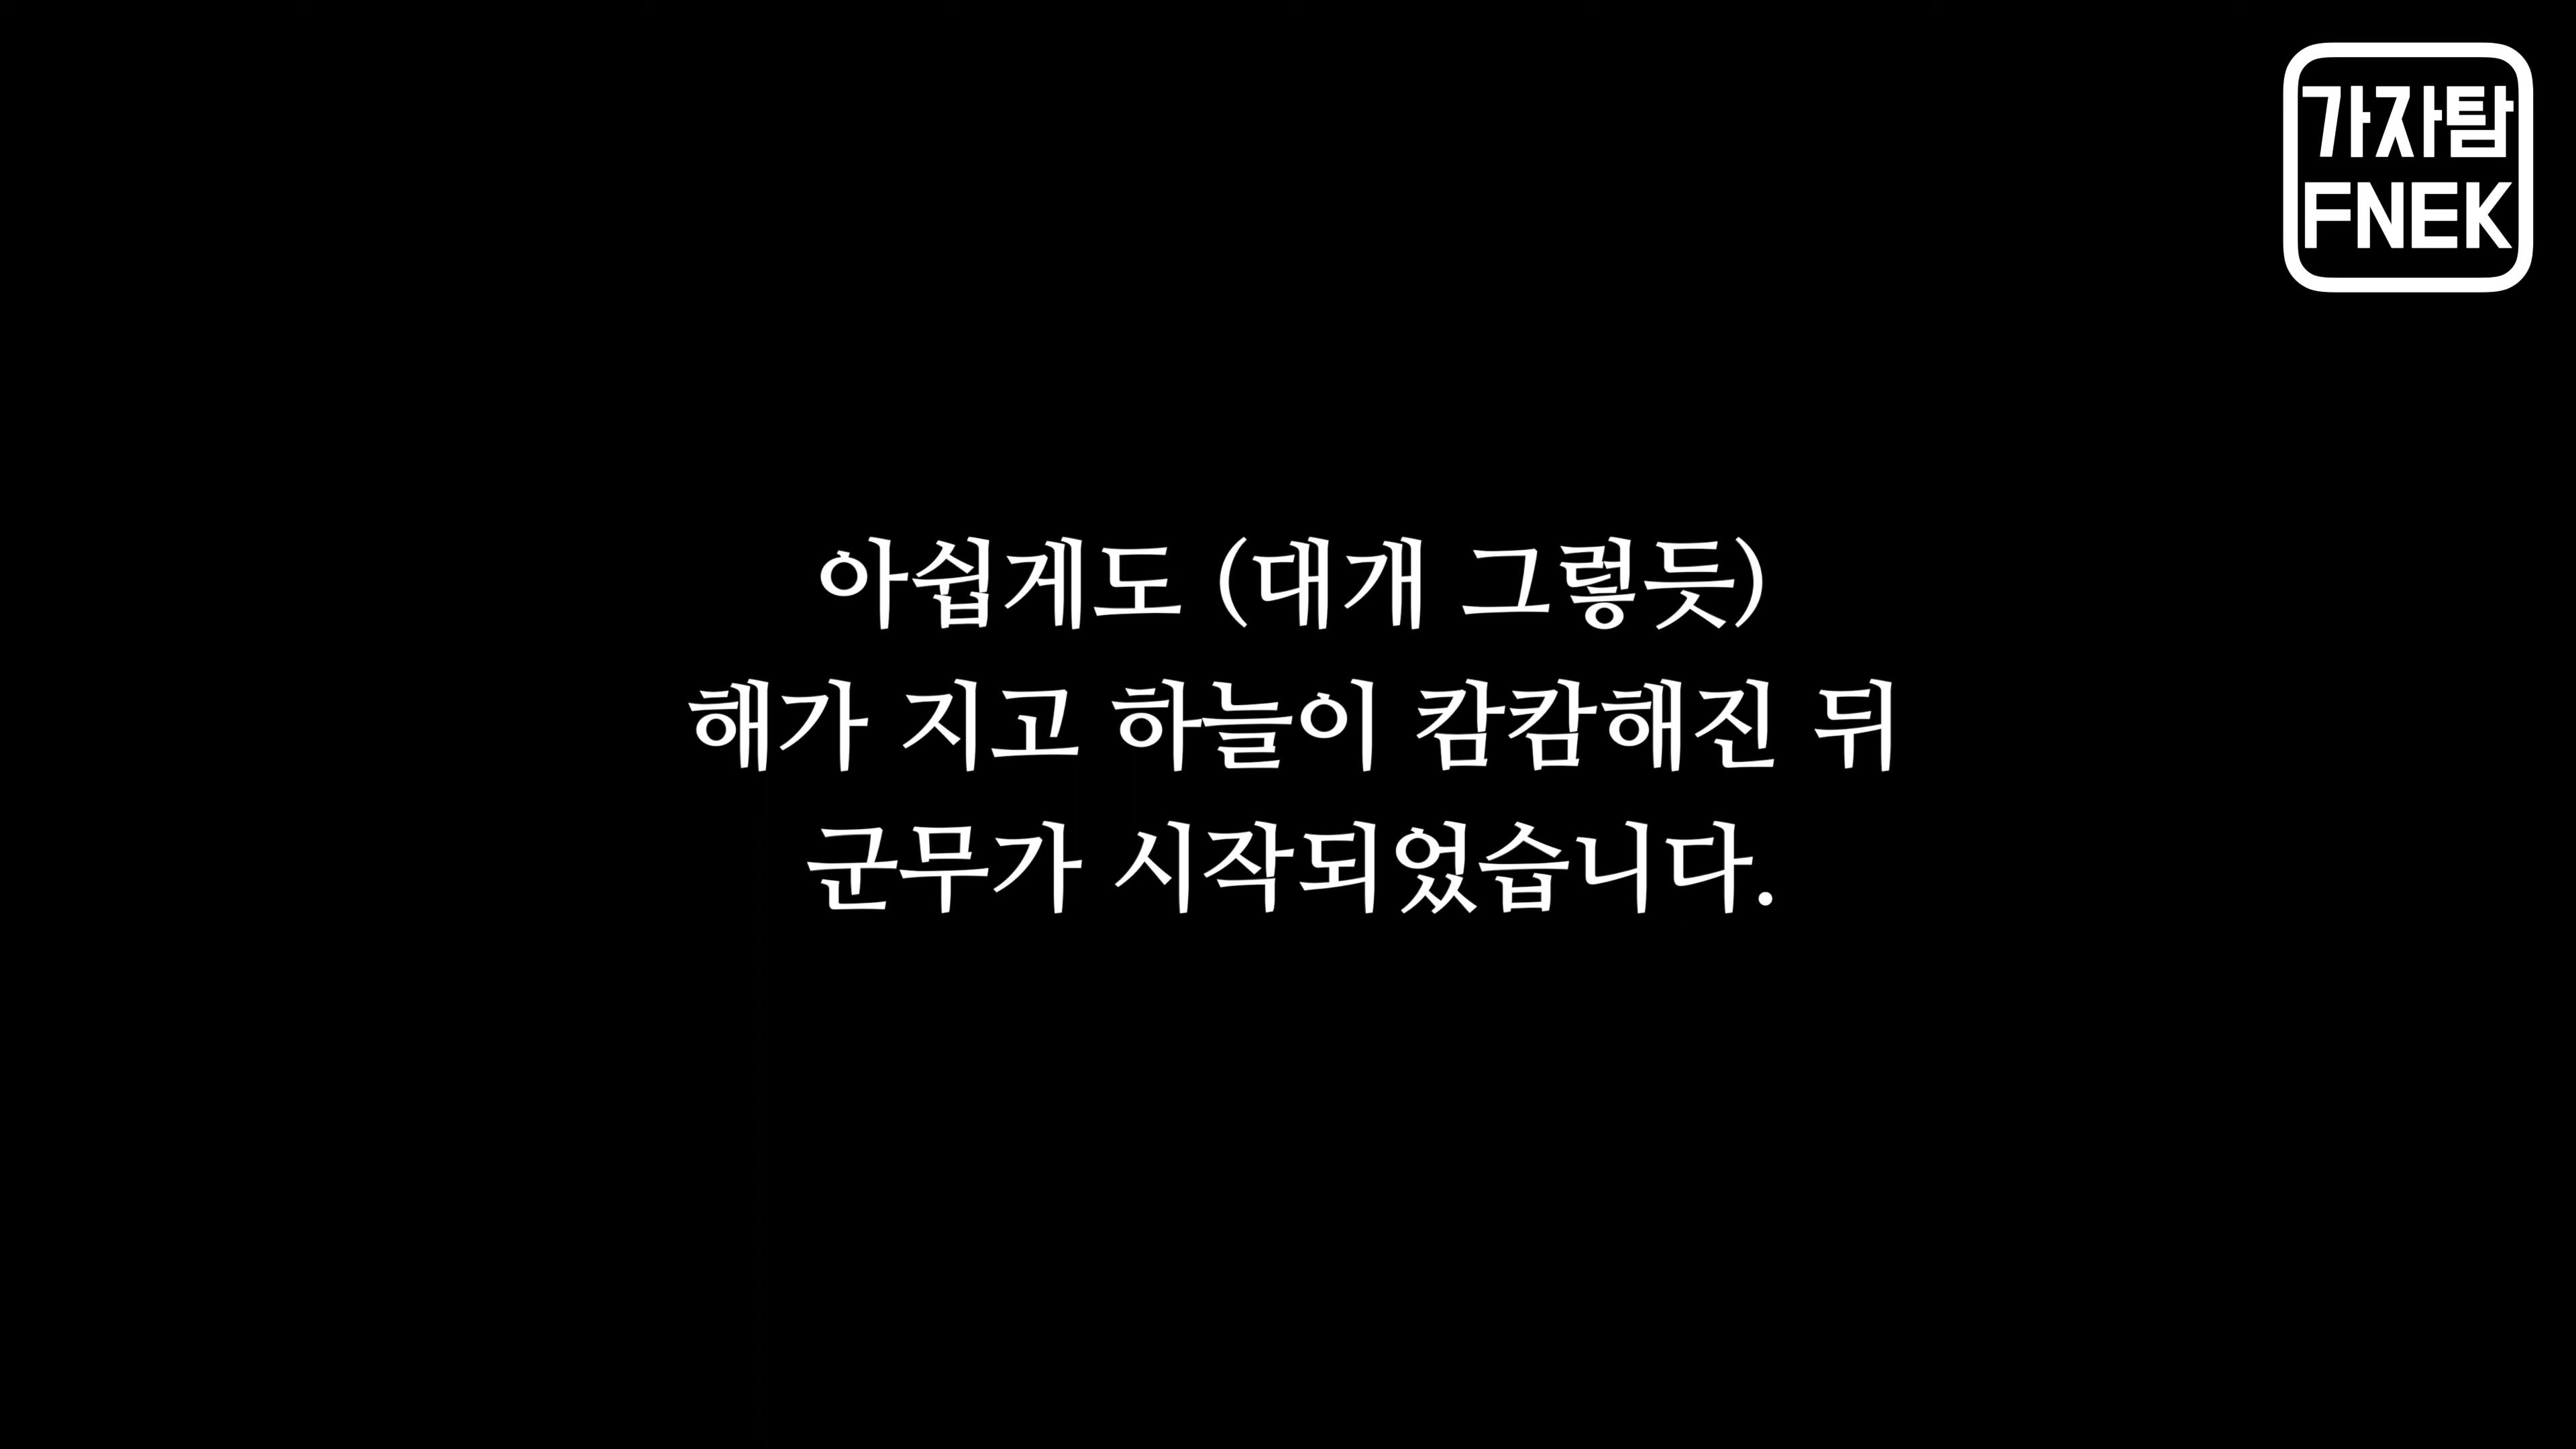 가자탐
FNEK
아쉽게도 (대개 그렇듯)
해가 지고 하늘이 캄캄해진 뒤
군무가 시작되었습니다.